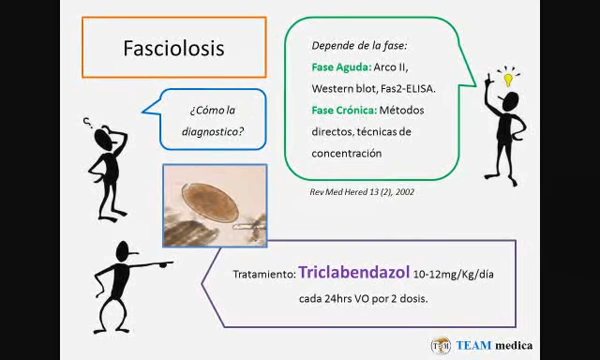 Fasciolosis
Depende de la fase:
Fase Aguda: Arco II,
Western blot, Fas2-ELISA.
Fase Crónica: Métodos
directos, técnicas de
concentración
¿Cómo la
diagnostico?
?
Rev Med Hered 13 (2), 2002
Tratamiento: Triclabendazol 10-12mg/Kg/día
cada 24hrs VO por 2 dosis.
TEAM medica